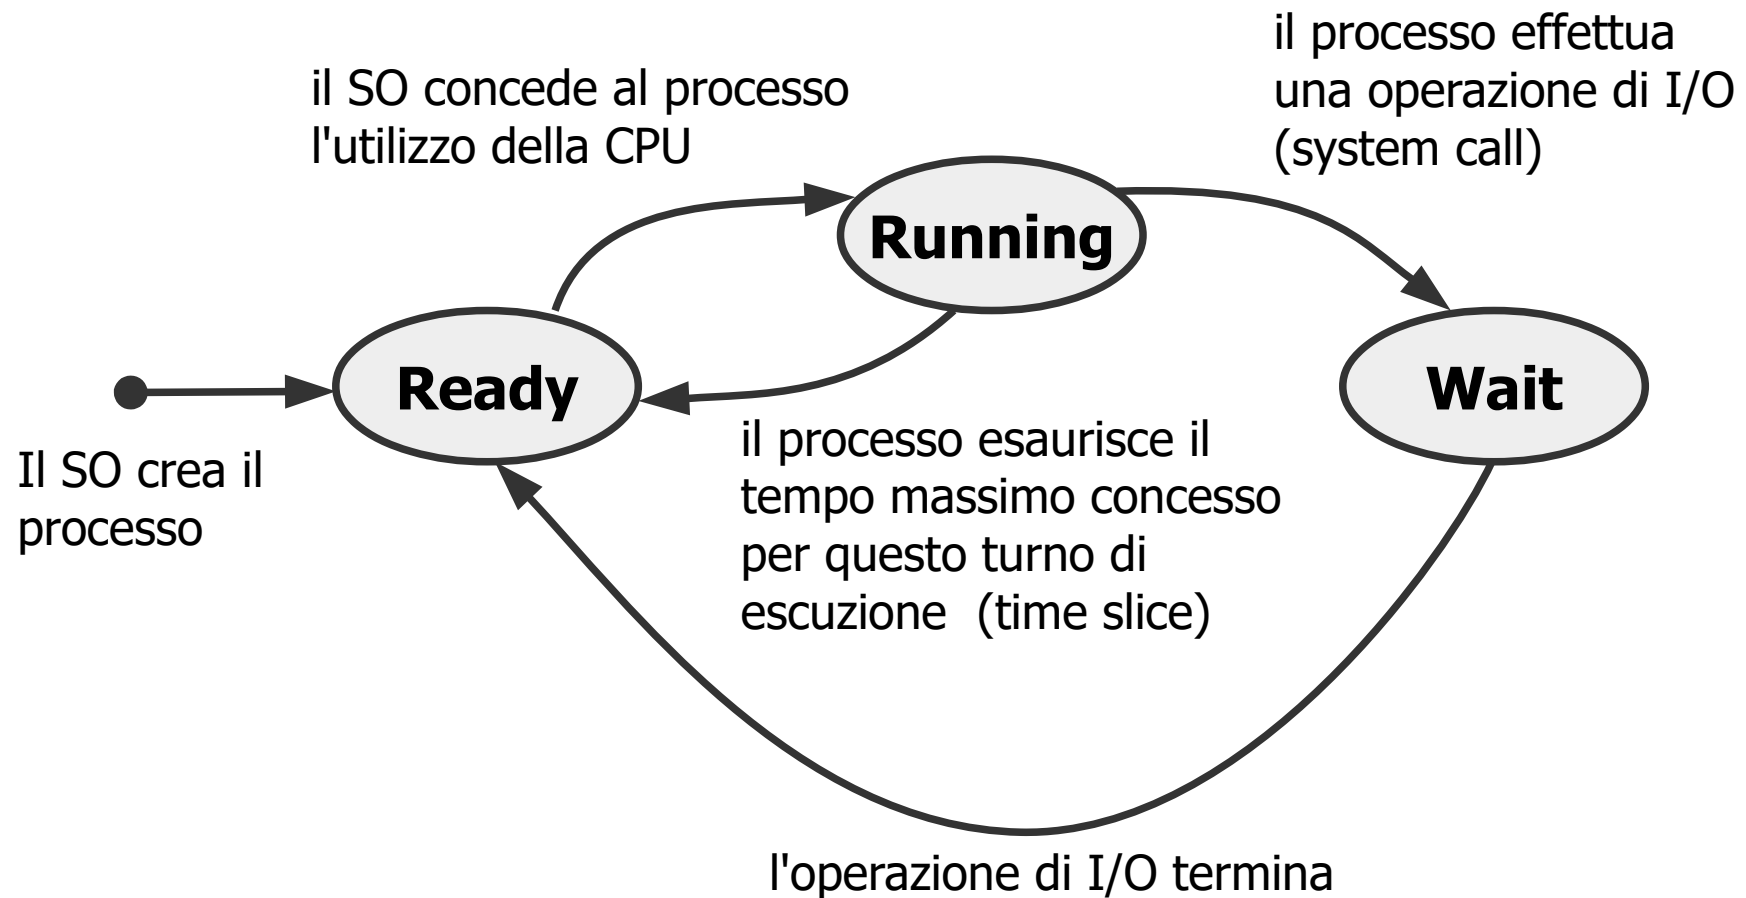 il processo effettua
una operazione di I/O
(system call)
il SO concede al processo
l'utilizzo della CPU
Running
Ready
Wait
Il SO crea il
processo
il processo esaurisce il
tempo massimo concesso
per questo turno di
escuzione (time slice)
l'operazione di I/O termina